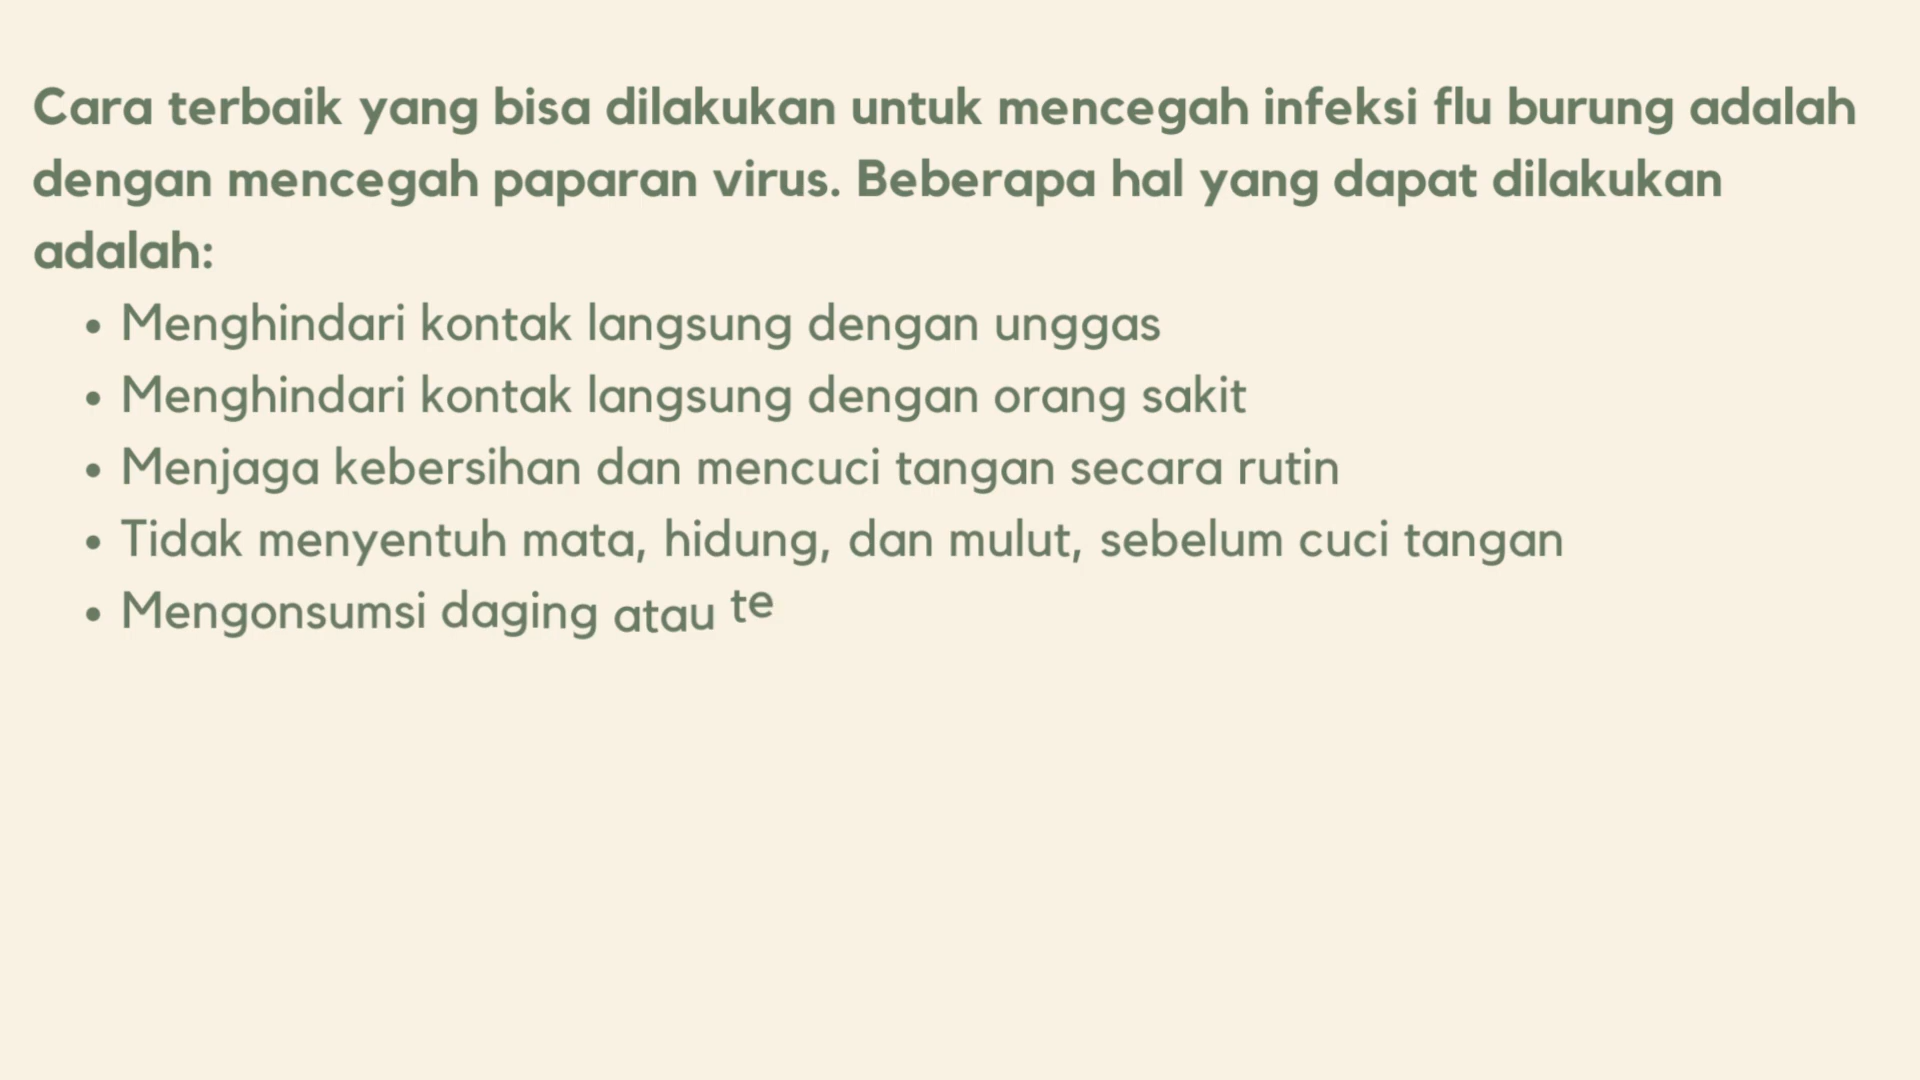 Cara terbaik yang bisa dilakukan untuk mencegah infeksi flu burung adalah
dengan mencegah paparan virus. Beberapa hal yang dapat dilakukan
adalah:
• Menghindari kontak langsung dengan unggas
• Menghindari kontak langsung dengan orang sakit
• Menjaga kebersihan dan mencuci tangan secara rutin
• Tidak menyentuh mata, hidung, dan mulut, sebelum cuci tangan
• Mengonsumsi daging atau te